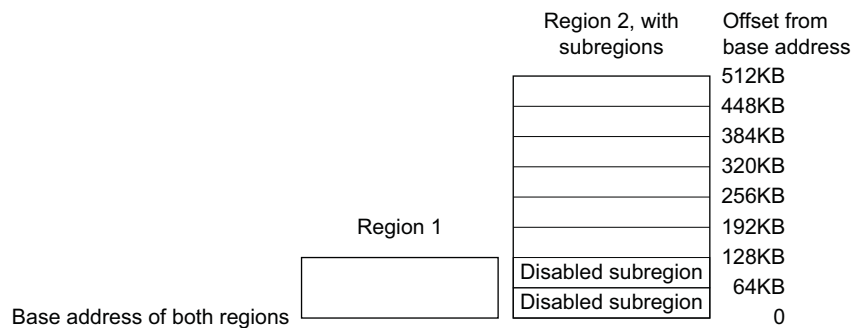 Region 2, with
subregions
Offset from
base address
512KB
448KB
384KB
320KB
256KB
192KB
Region 1
128KB
Disabled subregion
64KB
Disabled subregion
Base address of both regions
0